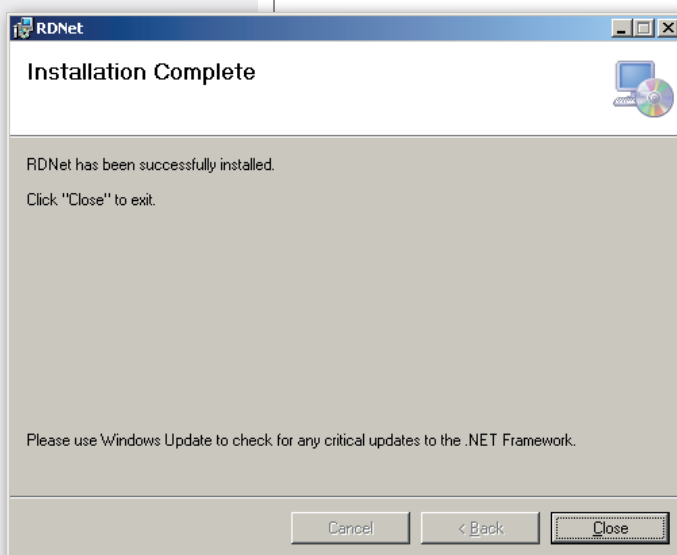 RDNet
Installation Complete
RDNet has been successfully installed.
Click "Close" to exit.
Please use Windows Update to check for any critical updates to the .NET Framework.
Cancel
< Back
Close